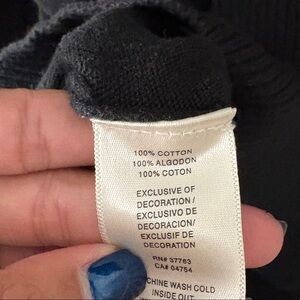 100% COTTON
100% ALGODON
100% COTON
EXCLUSIVE OF
DECORATION/
EXCLUSIVO DE
DECORACION/
EXCLUSIF DE
DECORATION
RN# 37763
CA# 04754
CHINE WASH COLD
INSIDE OUT